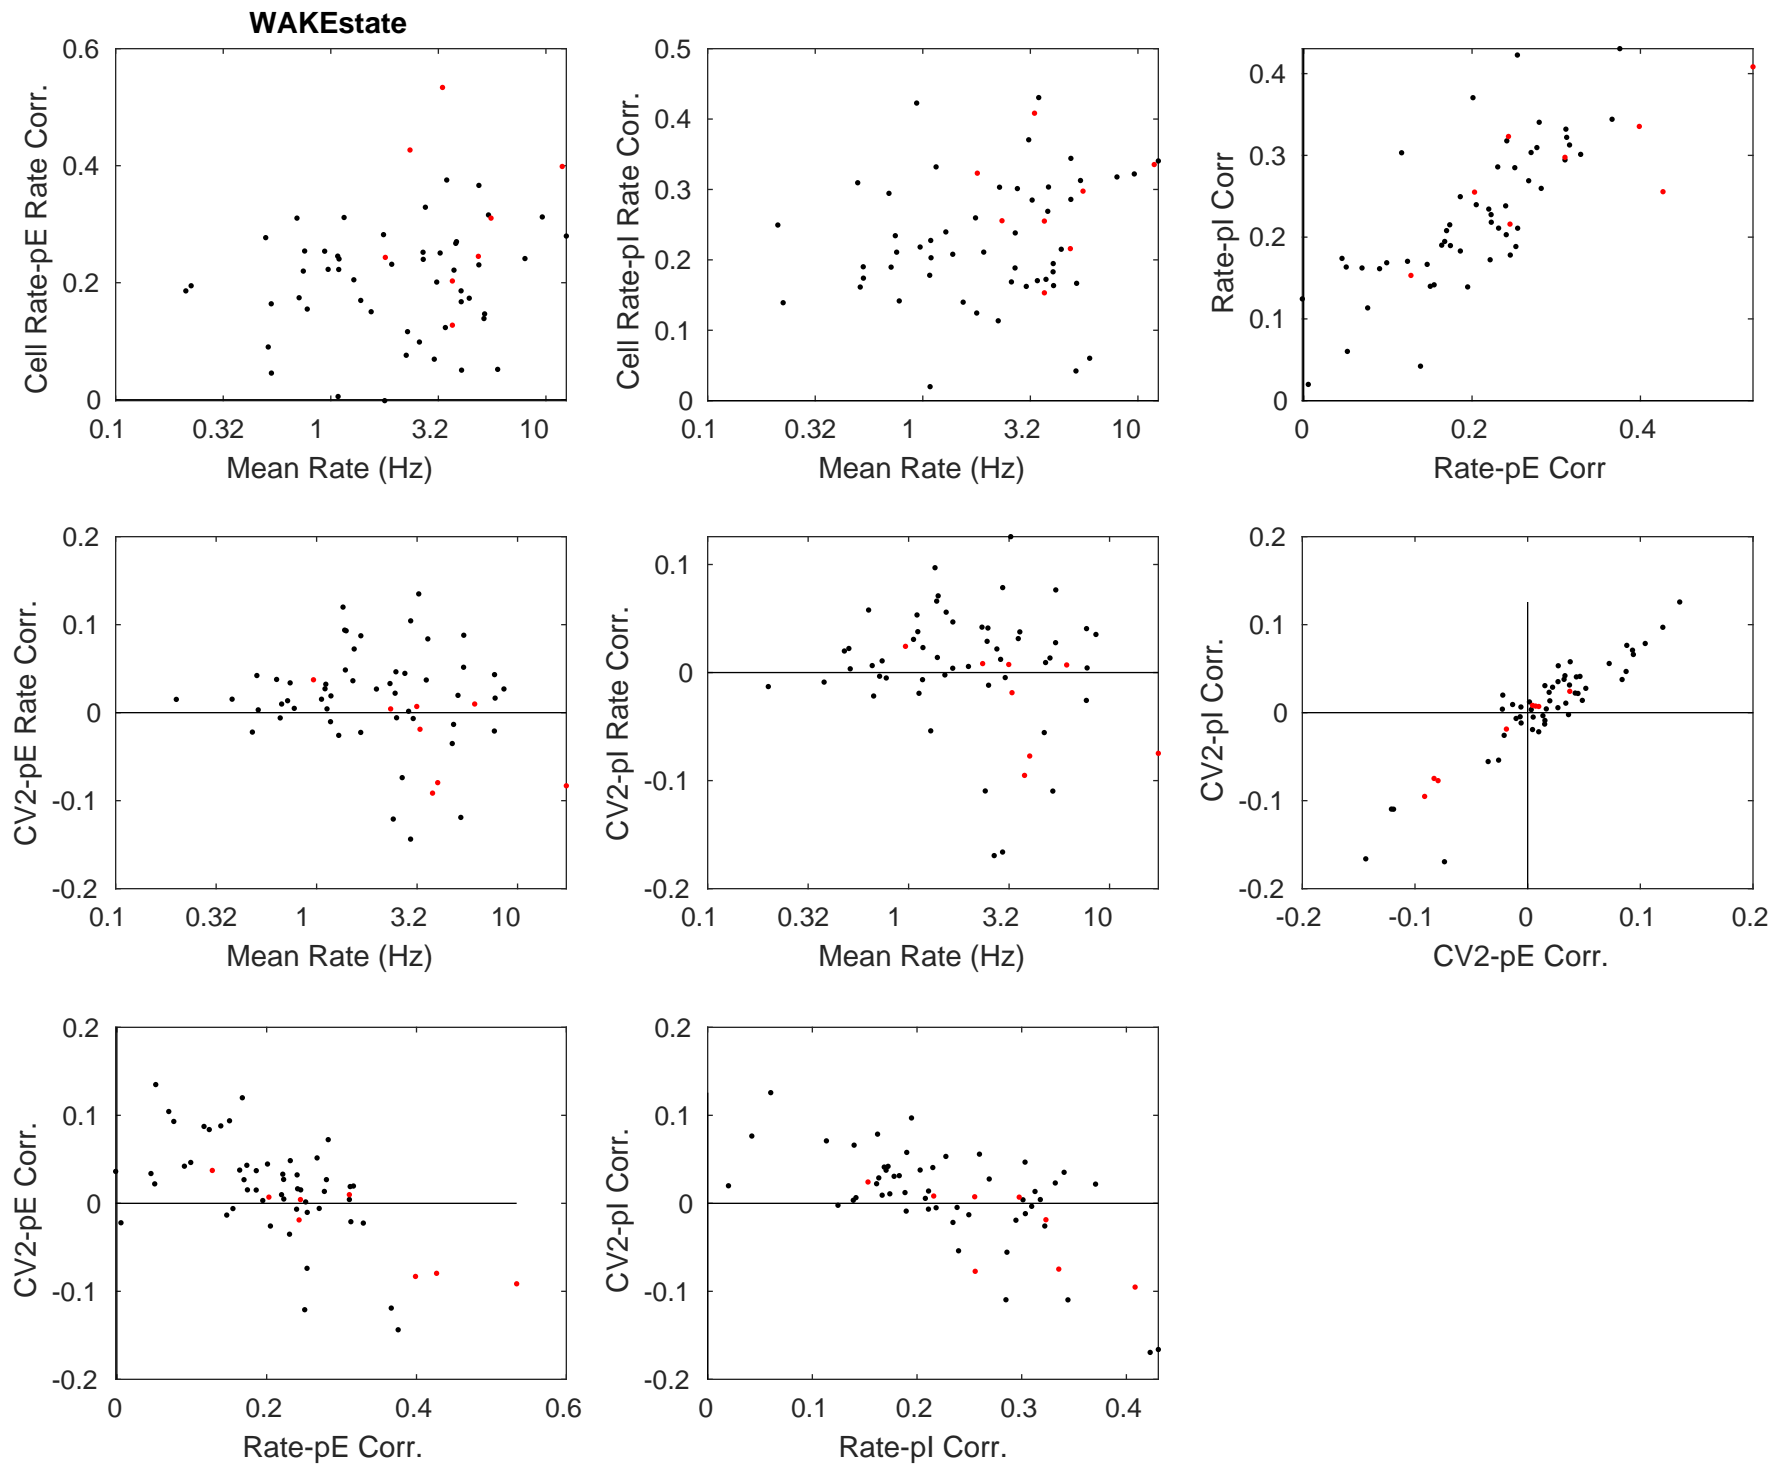 WAKEstate
0.6
0.4
0.2
0
0.1 0.32 1 3.2 10
Cell Rate-pE Rate Corr.
Mean Rate (Hz)
0.5
0.4
0.3
0.2
0.1
0
0.1 0.32 1 3.2 10
Cell Rate-pI Rate Corr.
Mean Rate (Hz)
0.4
0.3
0.2
0.1
0
0 0.2 0.4
Rate-pI Corr
Rate-pE Corr
0.2
0.1
0
-0.1
-0.2
0.1 0.32 1 3.2 10
CV2-pE Rate Corr.
Mean Rate (Hz)
0.1
0
-0.1
-0.2
0.1 0.32 1 3.2 10
CV2-pI Rate Corr.
Mean Rate (Hz)
0.2
0.1
0
-0.1
-0.2
-0.2 -0.1 0 0.1 0.2
CV2-pI Corr.
CV2-pE Corr.
0.2
0.1
0
-0.1
-0.2
0 0.2 0.4 0.6
CV2-pE Corr.
Rate-pE Corr.
0.2
0.1
0
-0.1
-0.2
0 0.1 0.2 0.3 0.4
CV2-pI Corr.
Rate-pI Corr.